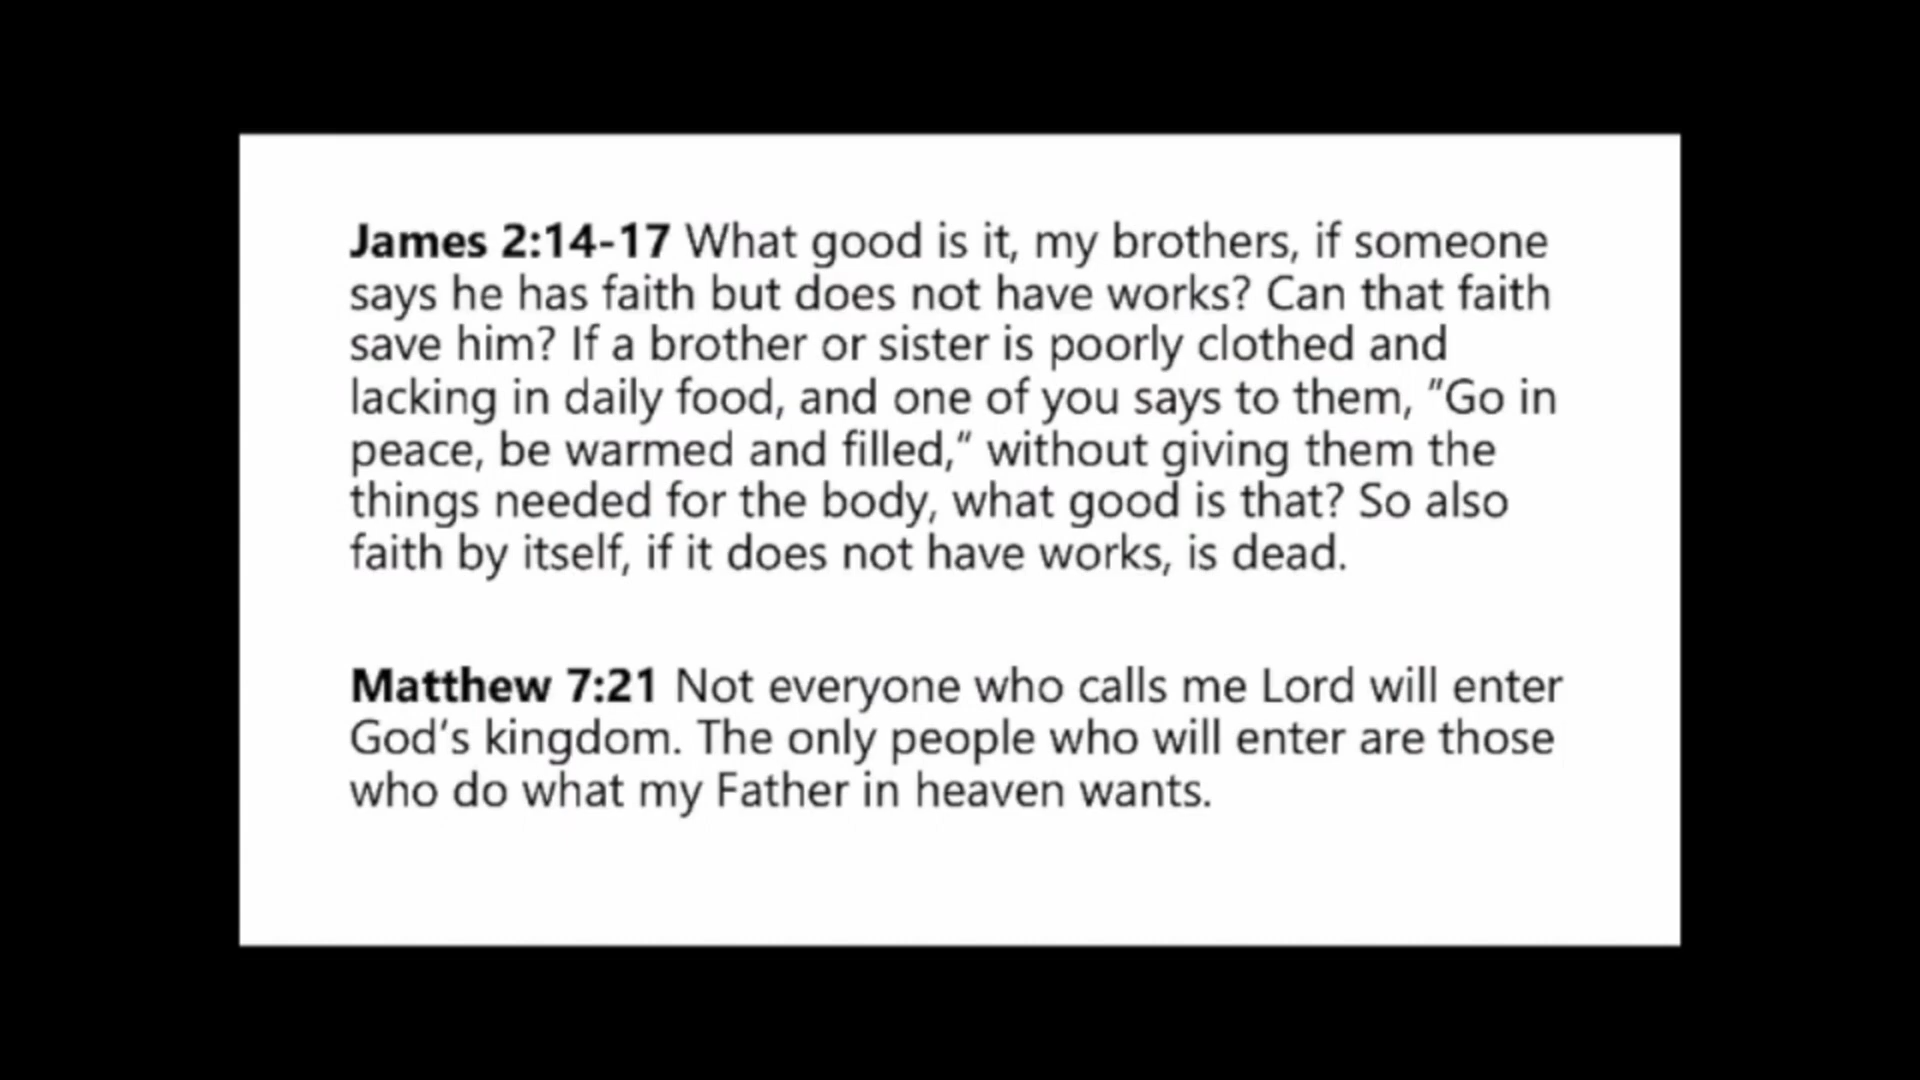 James 2:14-17 What good is it, my brothers, if someone
says he has faith but does not have works? Can that faith
save him? If a brother or sister is poorly clothed and
lacking in daily food, and one of you says to them, "Go in
peace, be warmed and filled," without giving them the
things needed for the body, what good is that? So also
faith by itself, if it does not have works, is dead.
Matthew 7:21 Not everyone who calls me Lord will enter
God's kingdom. The only people who will enter are those
who do what my Father in heaven wants.